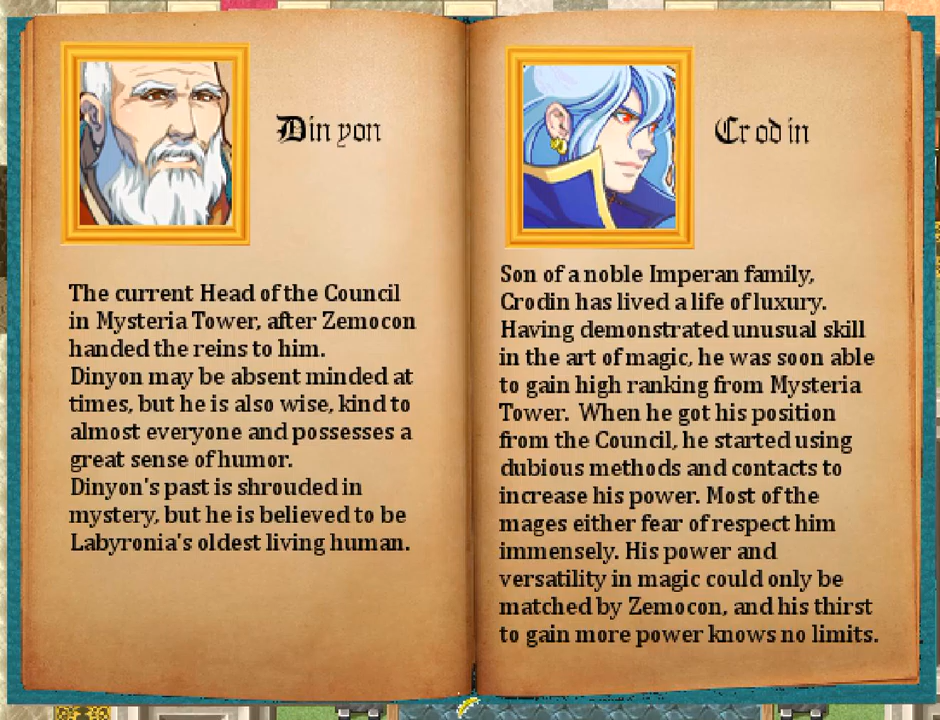 Dinyon
The current Head of the Council
in Mysteria Tower, after Zemocon
handed the reins to him.
Dinyon may be absent minded at
times, but he is also wise, kind to
almost everyone and possesses a
great sense of humor.
Dinyon's past is shrouded in
mystery, but he is believed to be
Labyronia's oldest living human.
Crodin
Son of a noble Imperan family,
Crodin has lived a life of luxury.
Having demonstrated unusual skill
in the art of magic, he was soon able
to gain high ranking from Mysteria
Tower. When he got his position
from the Council, he started using
dubious methods and contacts to
increase his power. Most of the
mages either fear of respect him
immensely. His power and
versatility in magic could only be
matched by Zemocon, and his thirst
to gain more power knows no limits.